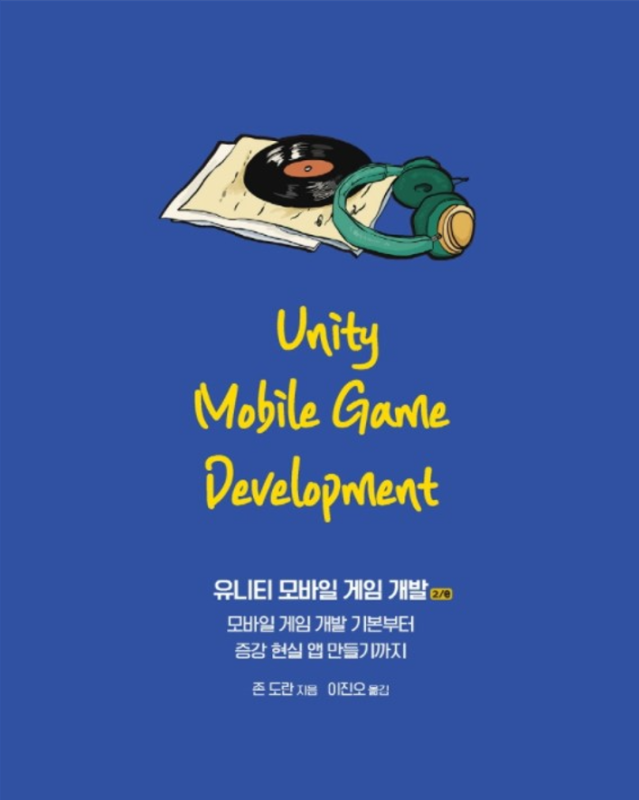 Unity
Mobile Game
Development
유니티 모바일 게임 개발 2/e
모바일 게임 개발 기본부터
증강 현실 앱 만들기까지
존 도란 지음 이진오 옮김